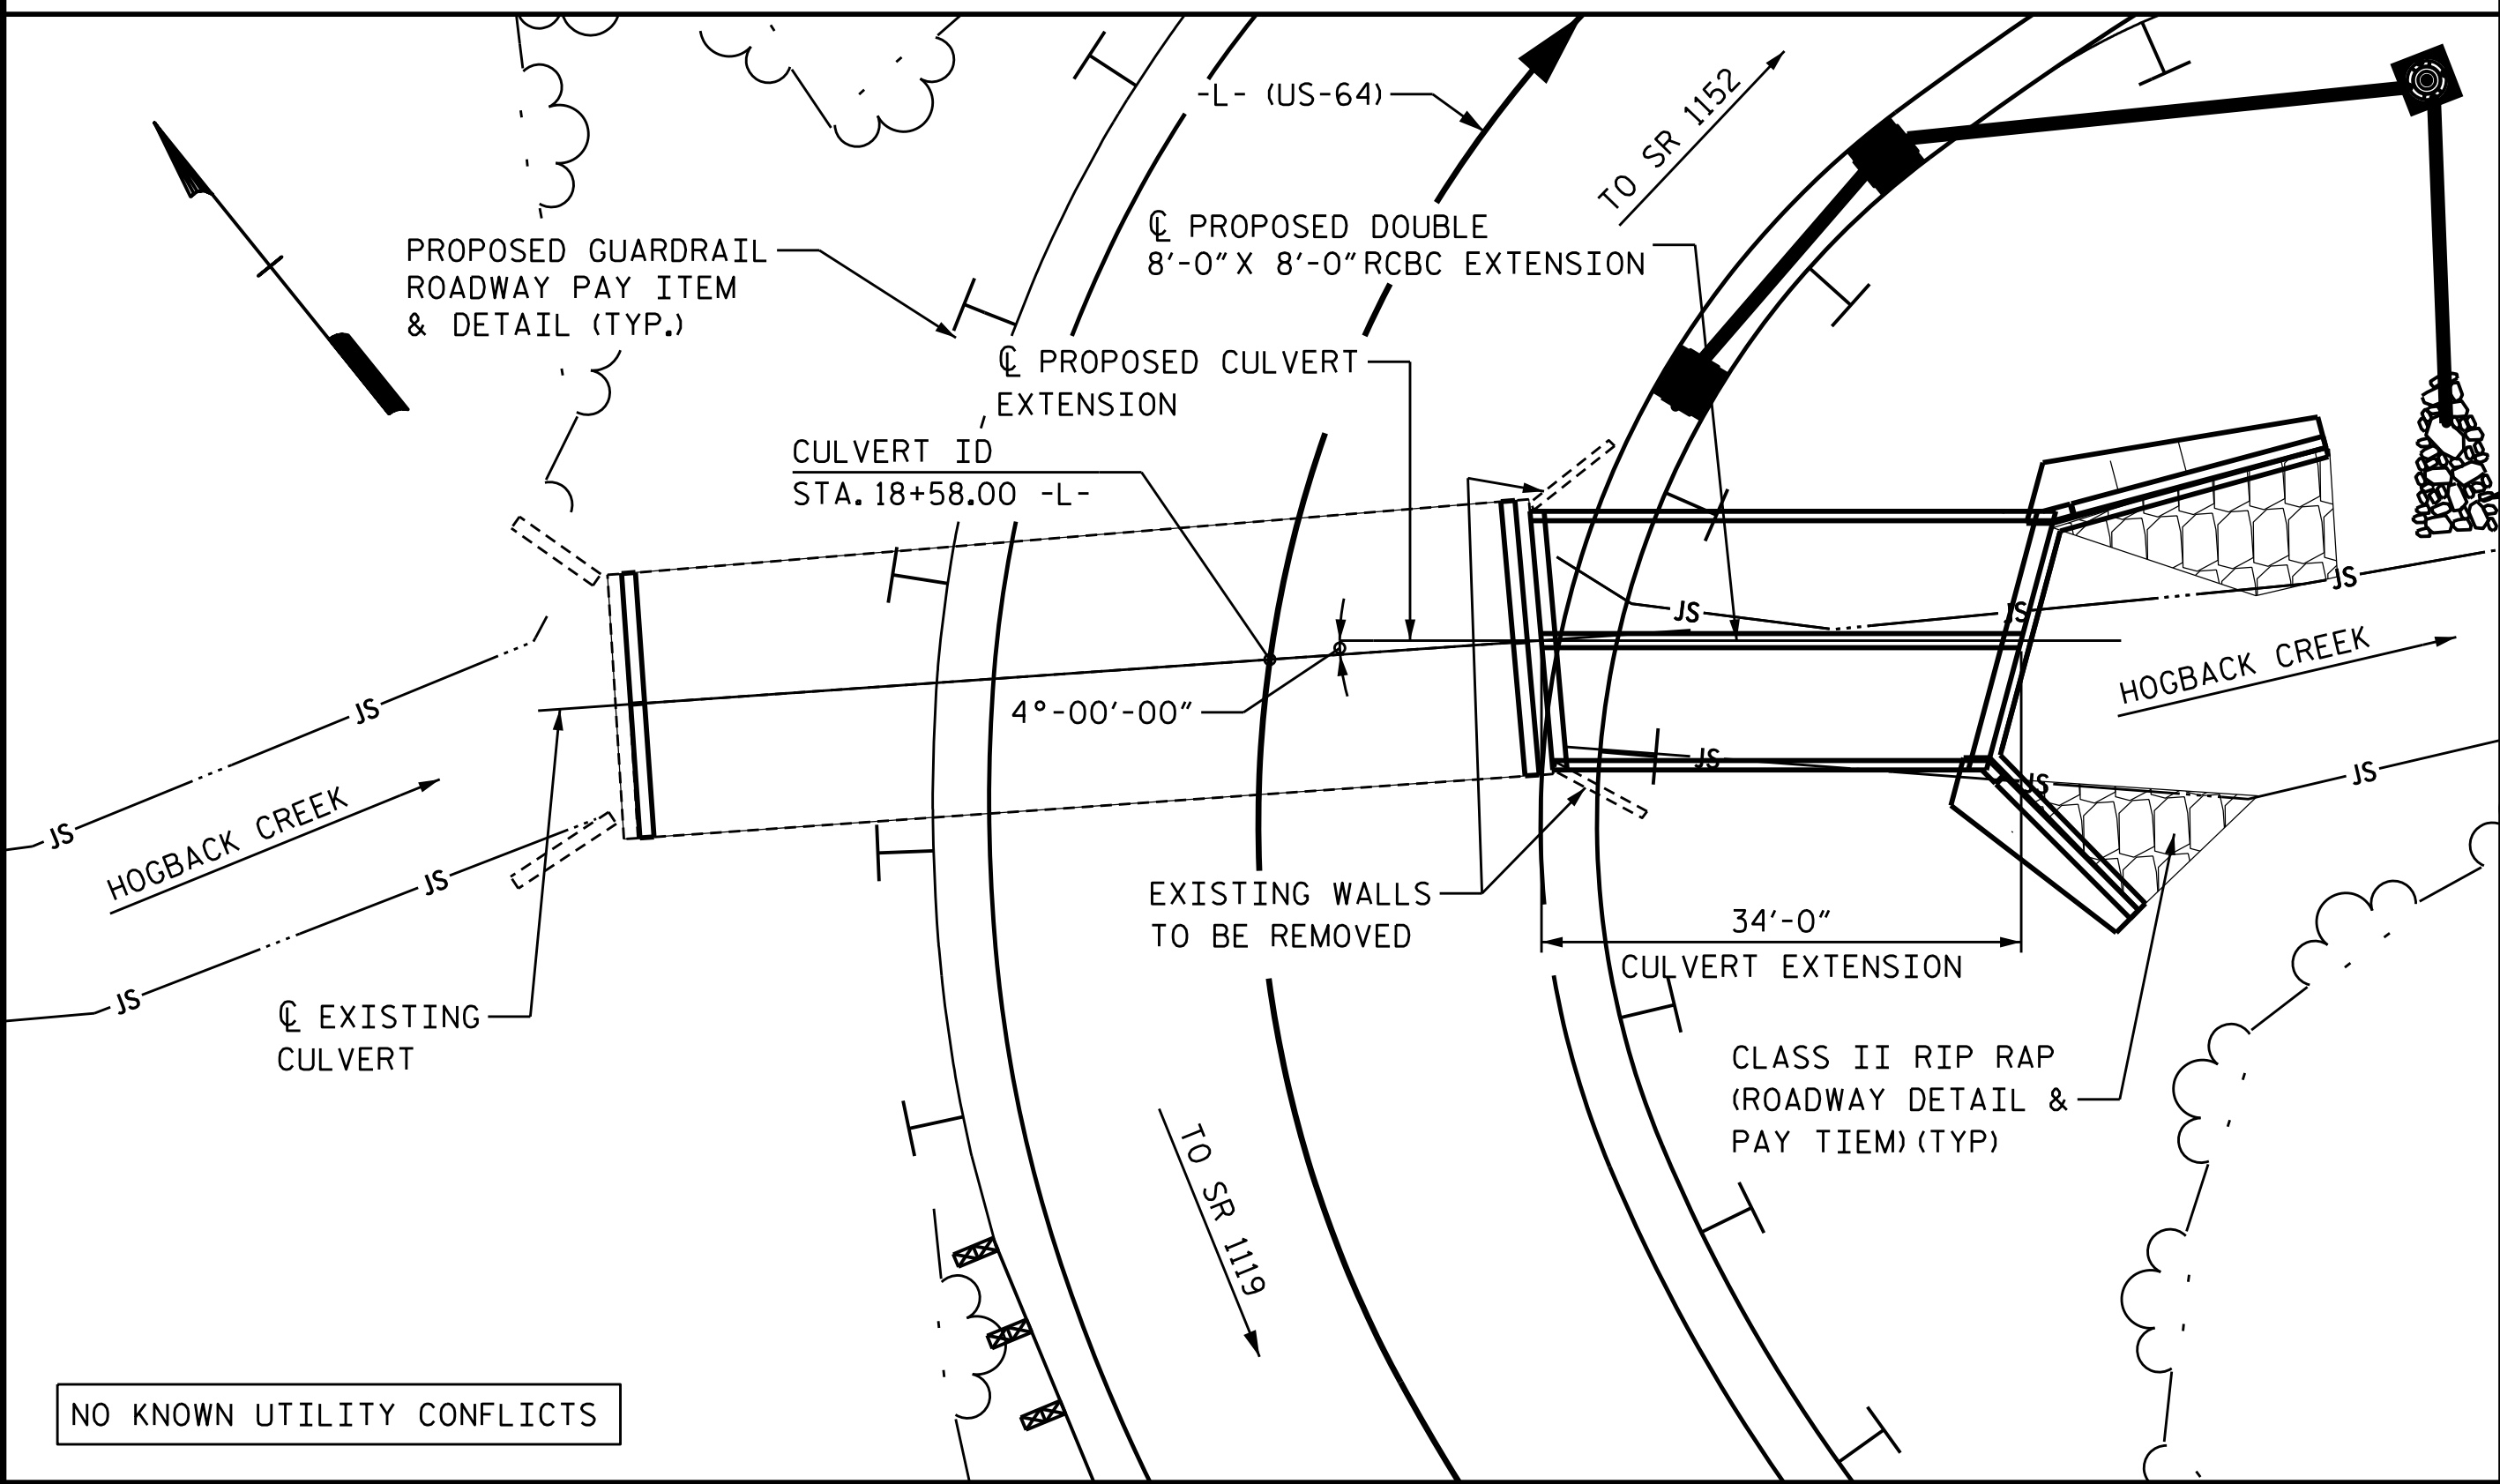 -L- (US-64)
TO SR 1152
℄ PROPOSED DOUBLE
8'-0" X 8'-0" RCBC EXTENSION
PROPOSED GUARDRAIL
ROADWAY PAY ITEM
& DETAIL (TYP.)
℄ PROPOSED CULVERT
EXTENSION
CULVERT ID
STA. 18+58.00 -L-
JS
JS
JS
HOGBACK CREEK
4°-00'-00"
JS
JS
JS
JS
JS
HOGBACK CREEK
JS
JS
EXISTING WALLS
TO BE REMOVED
34'-0"
CULVERT EXTENSION
℄ EXISTING
CULVERT
CLASS II RIP RAP
(ROADWAY DETAIL &
PAY TIEM) (TYP)
TO SR 1119
NO KNOWN UTILITY CONFLICTS